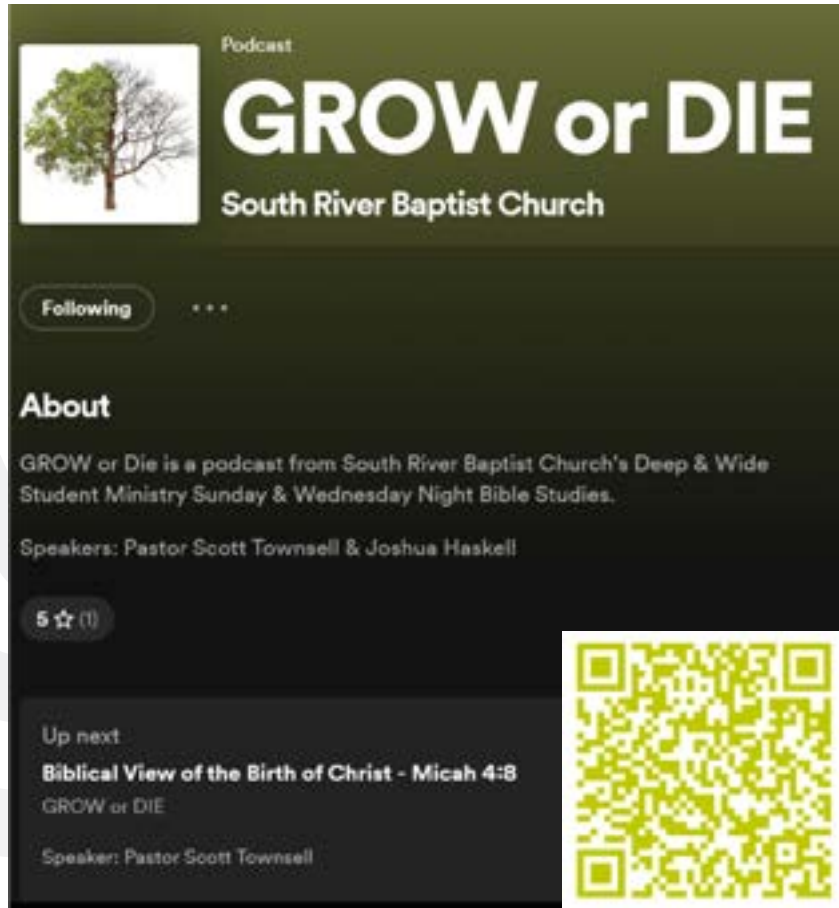 Podcast
GROW or DIE
South River Baptist Church
Following
About
GROW or Die is a podcast from South River Baptist Church's Deep & Wide
Student Ministry Sunday & Wednesday Night Bible Studies.
Speakers: Pastor Scott Townsell & Joshua Haskell
5 ☆ (1)
Up next
Biblical View of the Birth of Christ - Micah 4:8
GROW or DIE
Speaker: Pastor Scott Townsell